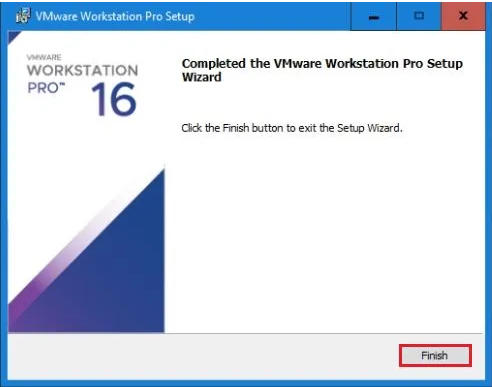 VMware Workstation Pro Setup
VMWARE
WORKSTATION
PRO™ 16
Completed the VMware Workstation Pro Setup
Wizard
Click the Finish button to exit the Setup Wizard.
Finish